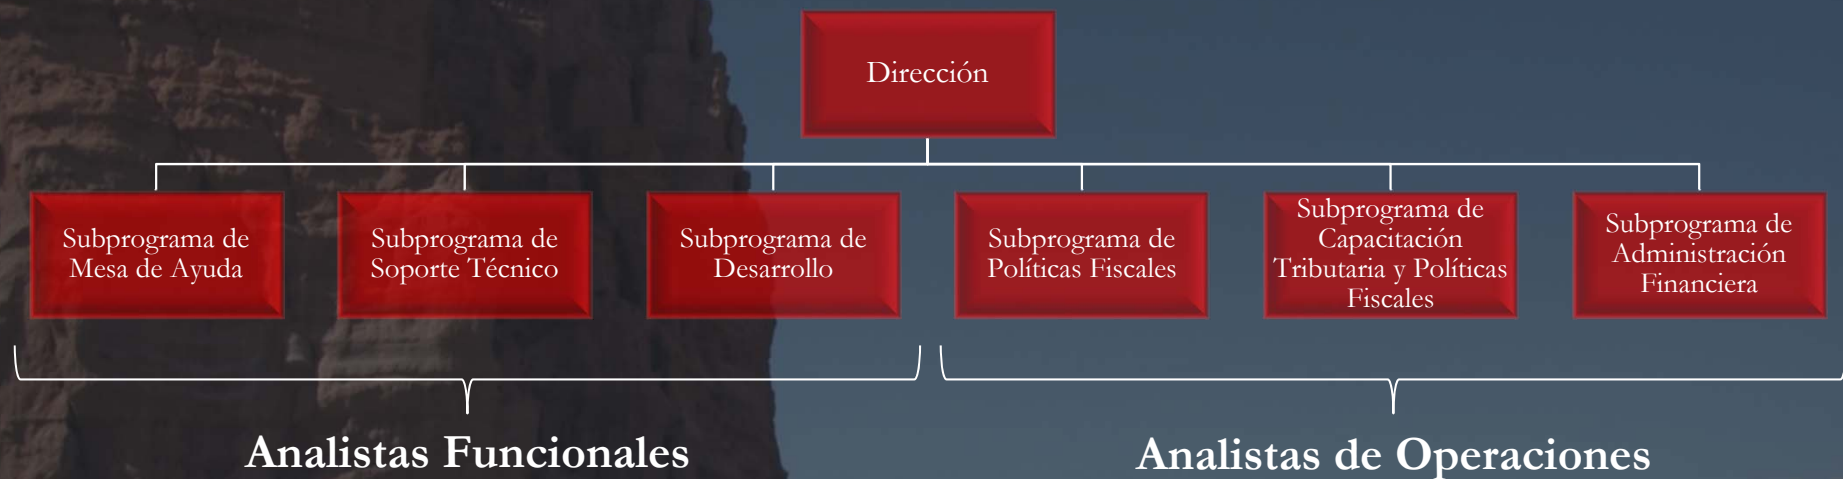 Dirección
Subprograma de
Mesa de Ayuda
Subprograma de
Soporte Técnico
Subprograma de
Desarrollo
Subprograma de
Políticas Fiscales
Subprograma de
Capacitación
Tributaria y Políticas
Fiscales
Subprograma de
Administración
Financiera
Analistas Funcionales
Analistas de Operaciones